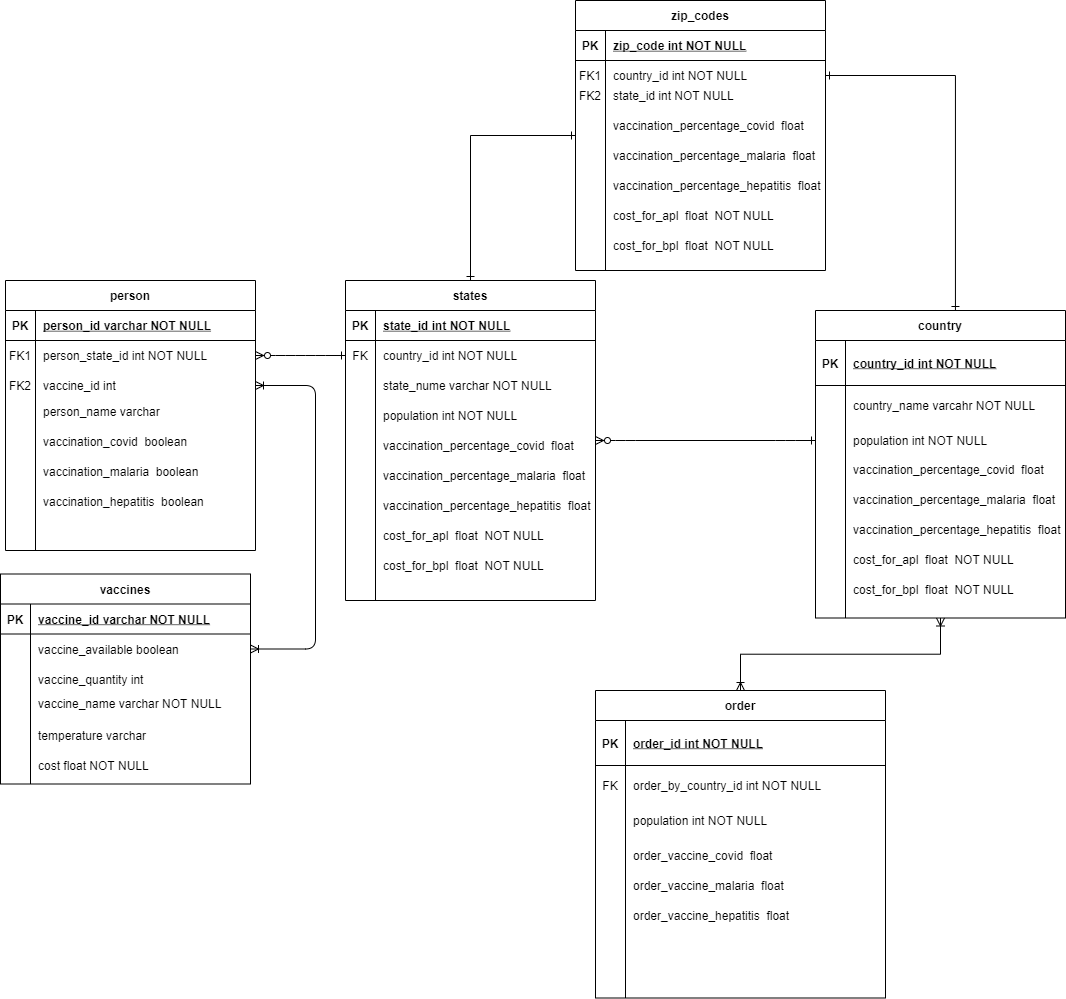 zip_codes
PK zip_code int NOT NULL
FK1 country_id int NOT NULL
FK2 state_id int NOT NULL
vaccination_percentage_covid float
vaccination_percentage_malaria float
vaccination_percentage_hepatitis float
cost_for_apl float NOT NULL
cost_for_bpl float NOT NULL
person
PK person_id varchar NOT NULL
FK1 person_state_id int NOT NULL
FK2 vaccine_id int
person_name varchar
vaccination_covid boolean
vaccination_malaria boolean
vaccination_hepatitis boolean
states
PK state_id int NOT NULL
FK country_id int NOT NULL
state_nume varchar NOT NULL
population int NOT NULL
vaccination_percentage_covid float
vaccination_percentage_malaria float
vaccination_percentage_hepatitis float
cost_for_apl float NOT NULL
cost_for_bpl float NOT NULL
country
PK country_id int NOT NULL
country_name varcahr NOT NULL
population int NOT NULL
vaccination_percentage_covid float
vaccination_percentage_malaria float
vaccination_percentage_hepatitis float
cost_for_apl float NOT NULL
cost_for_bpl float NOT NULL
vaccines
PK vaccine_id varchar NOT NULL
vaccine_available boolean
vaccine_quantity int
vaccine_name varchar NOT NULL
temperature varchar
cost float NOT NULL
order
PK order_id int NOT NULL
FK order_by_country_id int NOT NULL
population int NOT NULL
order_vaccine_covid float
order_vaccine_malaria float
order_vaccine_hepatitis float